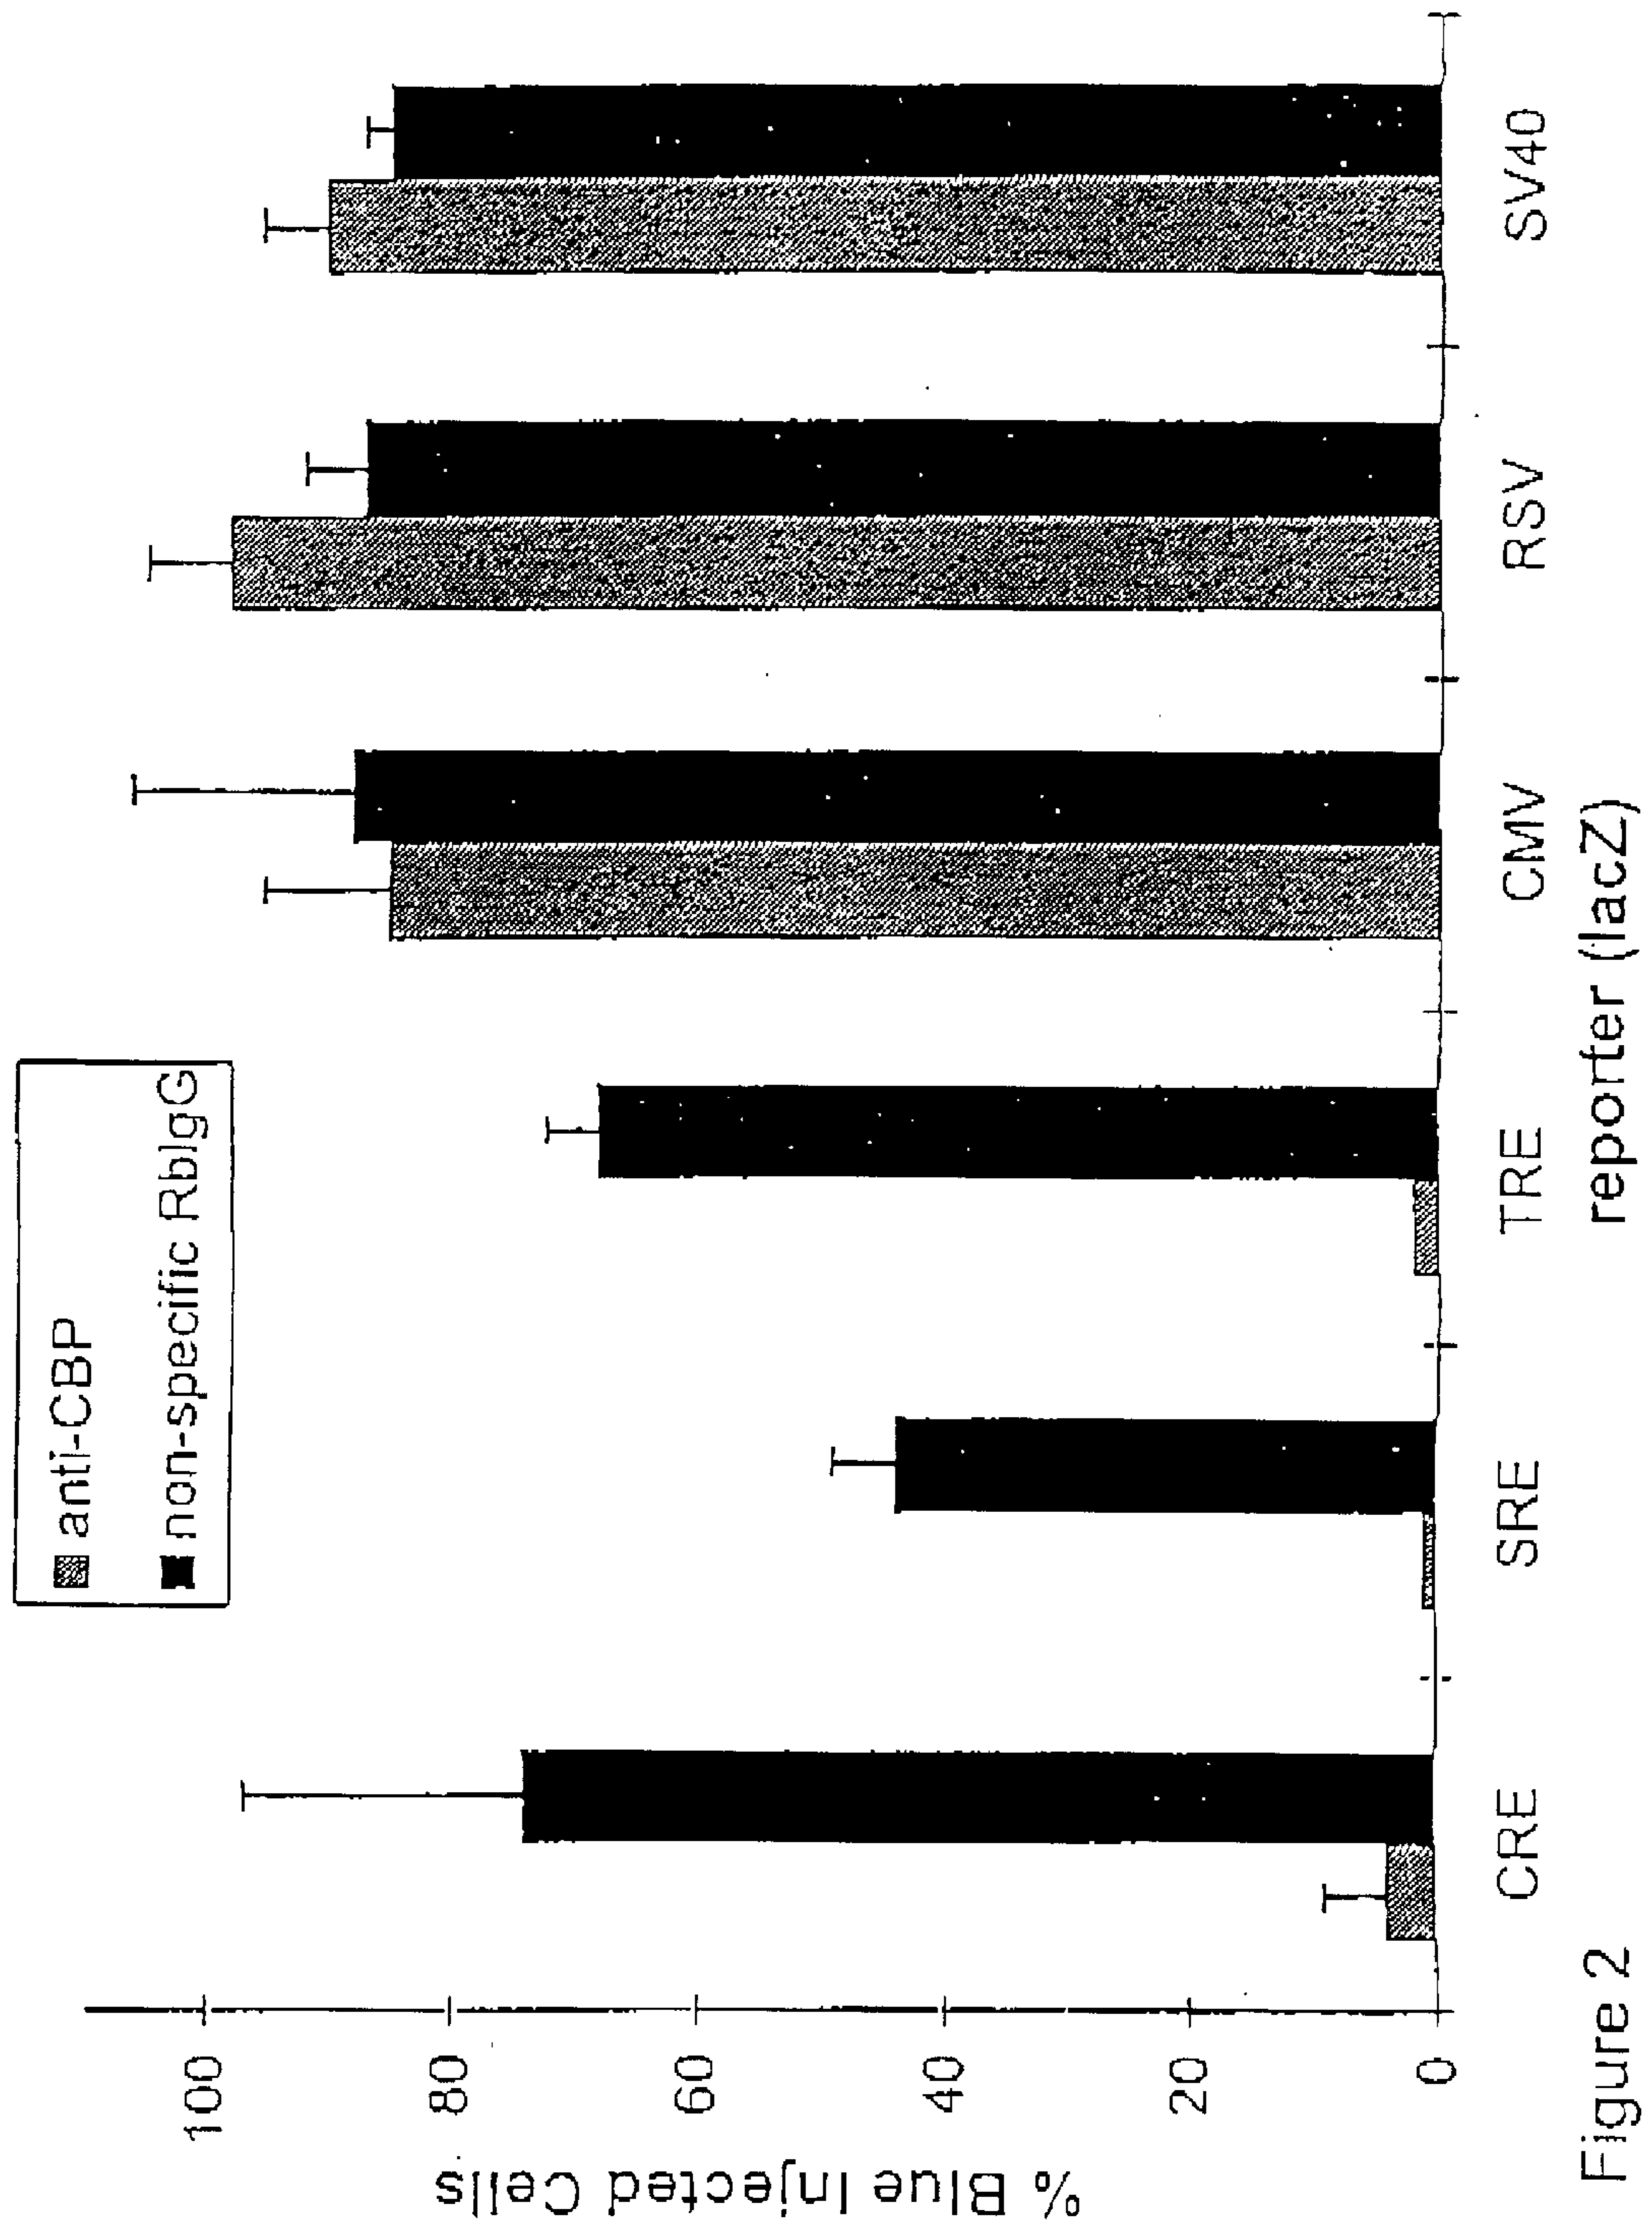 anti-CBP
non-specific RbIgG
% Blue Injected Cells
100
80
60
40
20
0
CRE
SRE
TRE
CMV
RSV
SV40
reporter (lacZ)
Figure 2